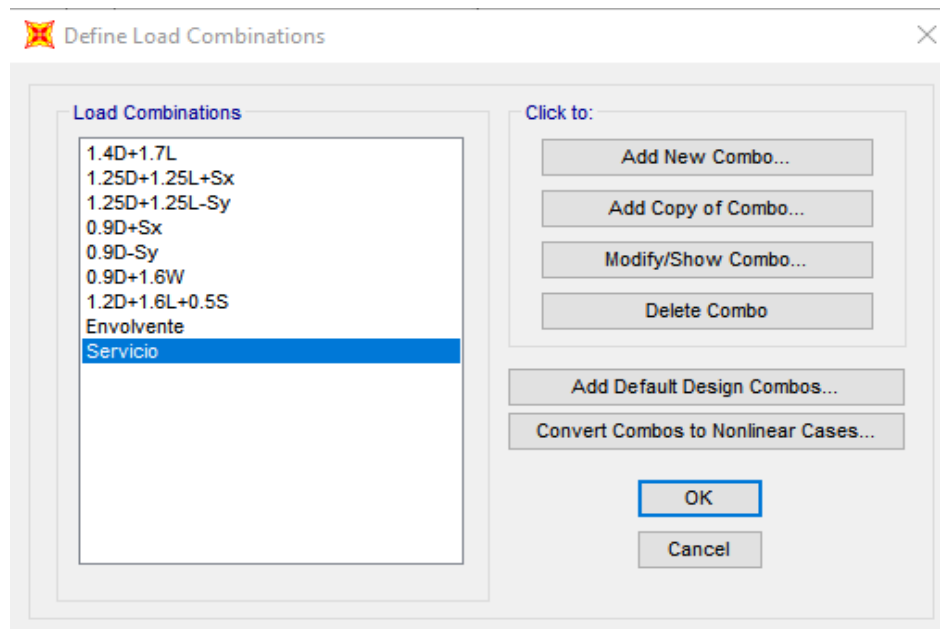 Define Load Combinations
Load Combinations
1.4D+1.7L
1.25D+1.25L+Sx
1.25D+1.25L-Sy
0.9D+Sx
0.9D-Sy
0.9D+1.6W
1.2D+1.6L+0.5S
Envolvente
Servicio
Click to:
Add New Combo...
Add Copy of Combo...
Modify/Show Combo...
Delete Combo
Add Default Design Combos...
Convert Combos to Nonlinear Cases...
OK
Cancel